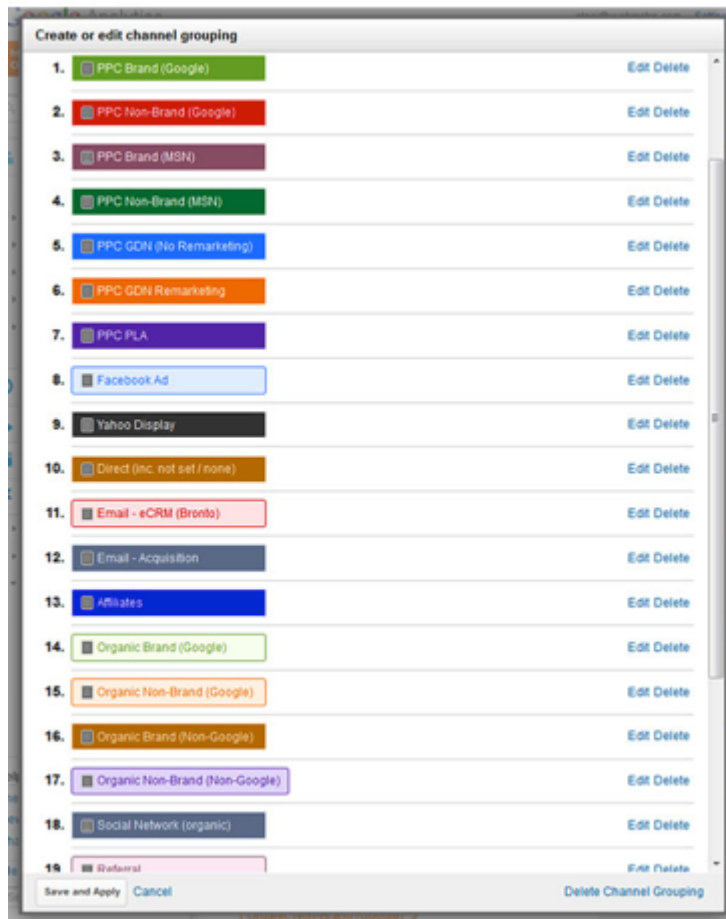 Google Analytics
Create or edit channel grouping
1. PPC Brand (Google) Edit Delete
2. PPC Non-Brand (Google) Edit Delete
3. PPC Brand (MSN) Edit Delete
4. PPC Non-Brand (MSN) Edit Delete
5. PPC GDN (No Remarketing) Edit Delete
6. PPC GDN Remarketing Edit Delete
7. PPC PLA Edit Delete
8. Facebook Ad Edit Delete
9. Yahoo Display Edit Delete
10. Direct (inc. not set / none) Edit Delete
11. Email - eCRM (Bronto) Edit Delete
12. Email - Acquisition Edit Delete
13. Affiliates Edit Delete
14. Organic Brand (Google) Edit Delete
15. Organic Non-Brand (Google) Edit Delete
16. Organic Brand (Non-Google) Edit Delete
17. Organic Non-Brand (Non-Google) Edit Delete
18. Social Network (organic) Edit Delete
19 Referral Edit Delete
Save and Apply Cancel Delete Channel Grouping